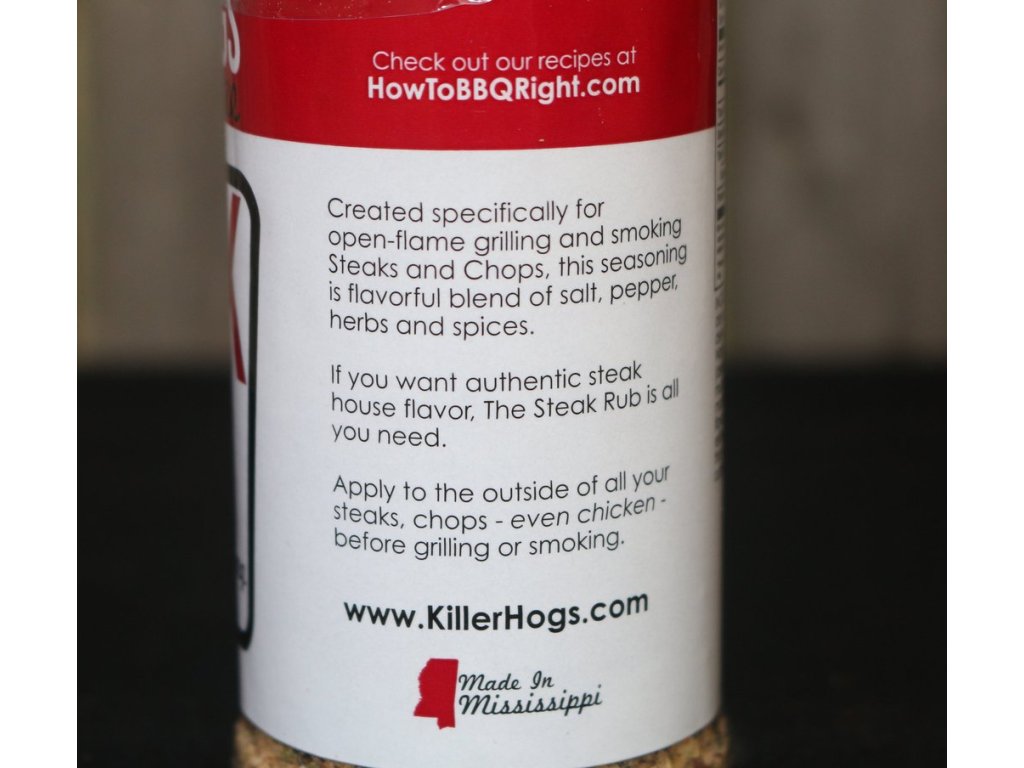 Check out our recipes at
HowToBBQRight.com
Created specifically for
open-flame grilling and smoking
Steaks and Chops, this seasoning
is flavorful blend of salt, pepper,
herbs and spices.
If you want authentic steak
house flavor, The Steak Rub is all
you need.
Apply to the outside of all your
steaks, chops - even chicken -
before grilling or smoking.
www.KillerHogs.com
Made In
Mississippi